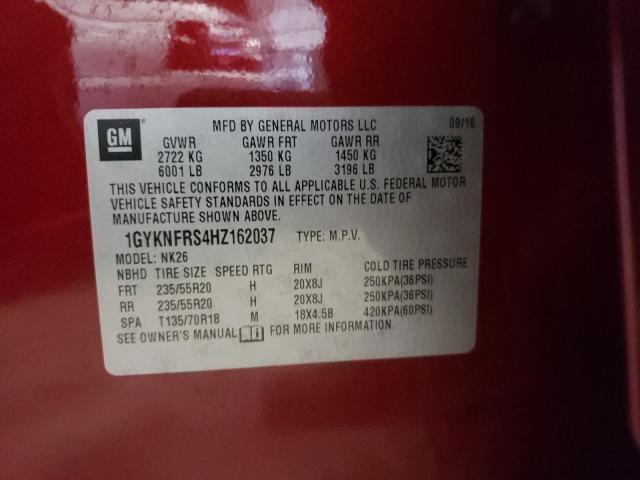 GM
MFD BY GENERAL MOTORS LLC 09/16
GVWR GAWR FRT GAWR RR
2722 KG 1350 KG 1450 KG
6001 LB 2976 LB 3196 LB
THIS VEHICLE CONFORMS TO ALL APPLICABLE U.S. FEDERAL MOTOR
VEHICLE SAFETY STANDARDS IN EFFECT ON THE DATE OF
MANUFACTURE SHOWN ABOVE.
1GYKNFRS4HZ162037 TYPE: M.P.V.
MODEL: NK26
NBHD TIRE SIZE SPEED RTG RIM COLD TIRE PRESSURE
FRT 235/55R20 H 20X8J 250KPA(36PSI)
RR 235/55R20 H 20X8J 250KPA(36PSI)
SPA T135/70R18 M 18X4.5B 420KPA(60PSI)
SEE OWNER'S MANUAL FOR MORE INFORMATION.